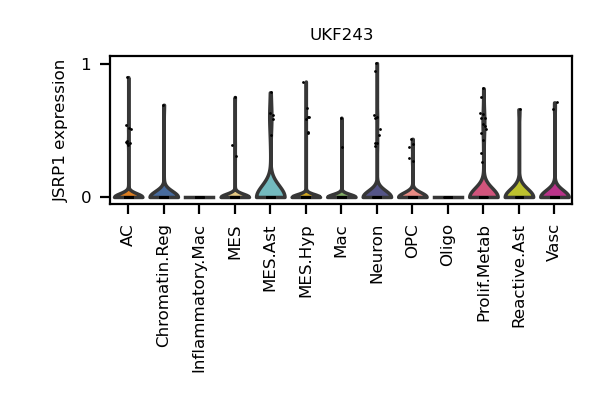 UKF243
JSRP1 expression
1
0
AC
Chromatin.Reg
Inflammatory.Mac
MES
MES.Ast
MES.Hyp
Mac
Neuron
OPC
Oligo
Prolif.Metab
Reactive.Ast
Vasc